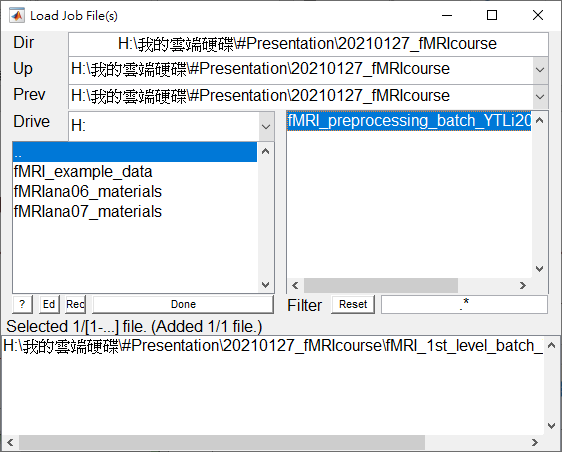 Load Job File(s)
Dir H:\我的雲端硬碟\#Presentation\20210127_fMRIcourse
Up H:\我的雲端硬碟\#Presentation\20210127_fMRIcourse
Prev H:\我的雲端硬碟\#Presentation\20210127_fMRIcourse
Drive H:
fMRI_preprocessing_batch_YTLi20
..
fMRI_example_data
fMRIana06_materials
fMRIana07_materials
? Ed Rec Done
Filter Reset .*
Selected 1/[1-...] file. (Added 1/1 file.)
H:\我的雲端硬碟\#Presentation\20210127_fMRIcourse\fMRI_1st_level_batch_